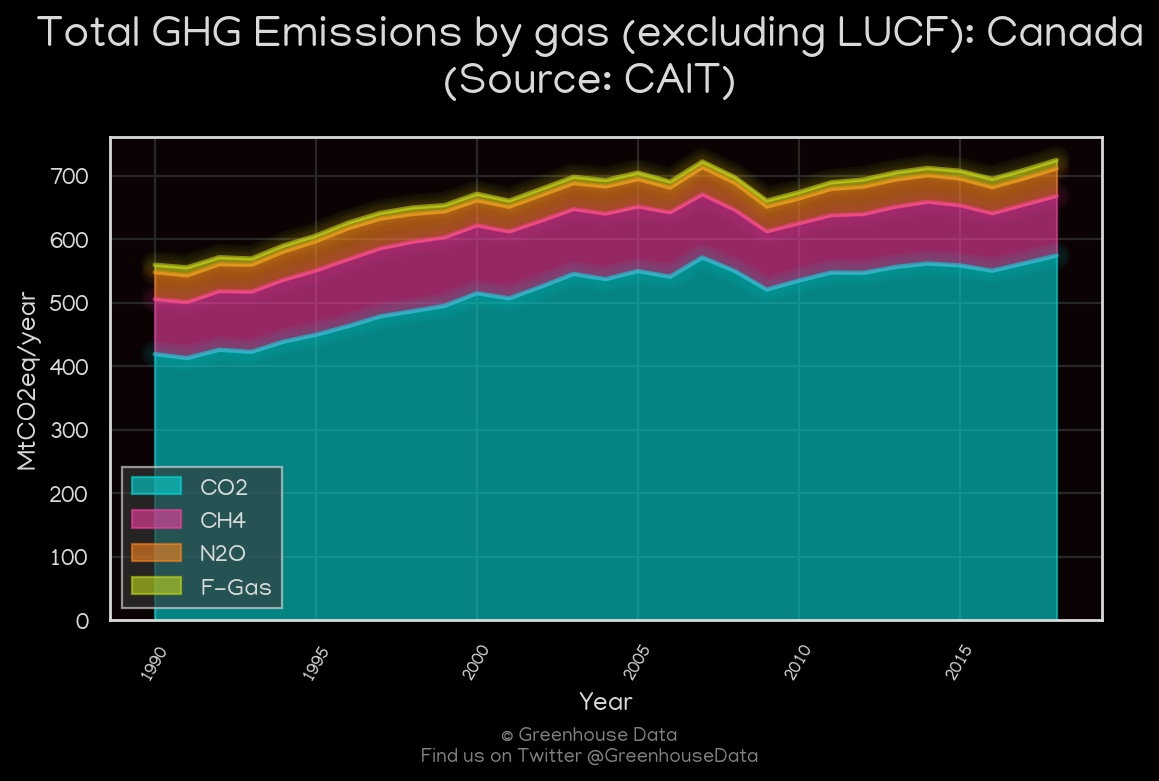 Total GHG Emissions by gas (excluding LUCF): Canada
(Source: CAIT)
MtCO2eq/year
700
600
500
400
300
200
100
0
CO2
CH4
N2O
F-Gas
1990 1995 2000 2005 2010 2015
Year
© Greenhouse Data
Find us on Twitter @GreenhouseData